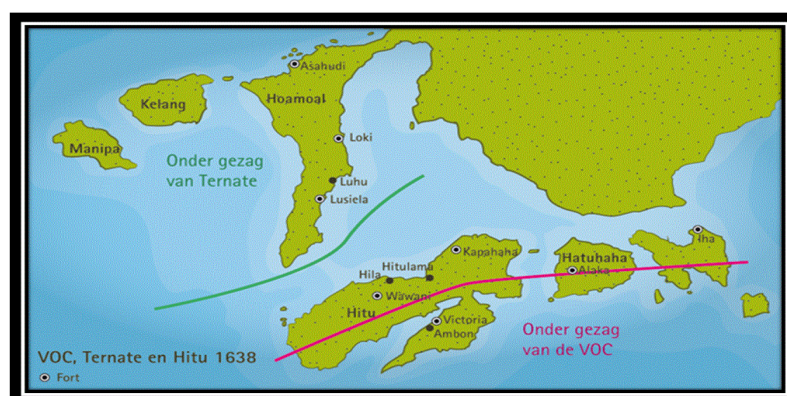 Asahudi
Kelang
Hoamoal
Loki
Manipa
Onder gezag
van Ternate
Luhu
Lusiela
Iha
Kapahaha
Hatuhaha
Alaka
Hitulama
Hila
Wawani
Hitu
Victoria
Ambon
Onder gezag
van de VOC
VOC, Ternate en Hitu 1638
Fort